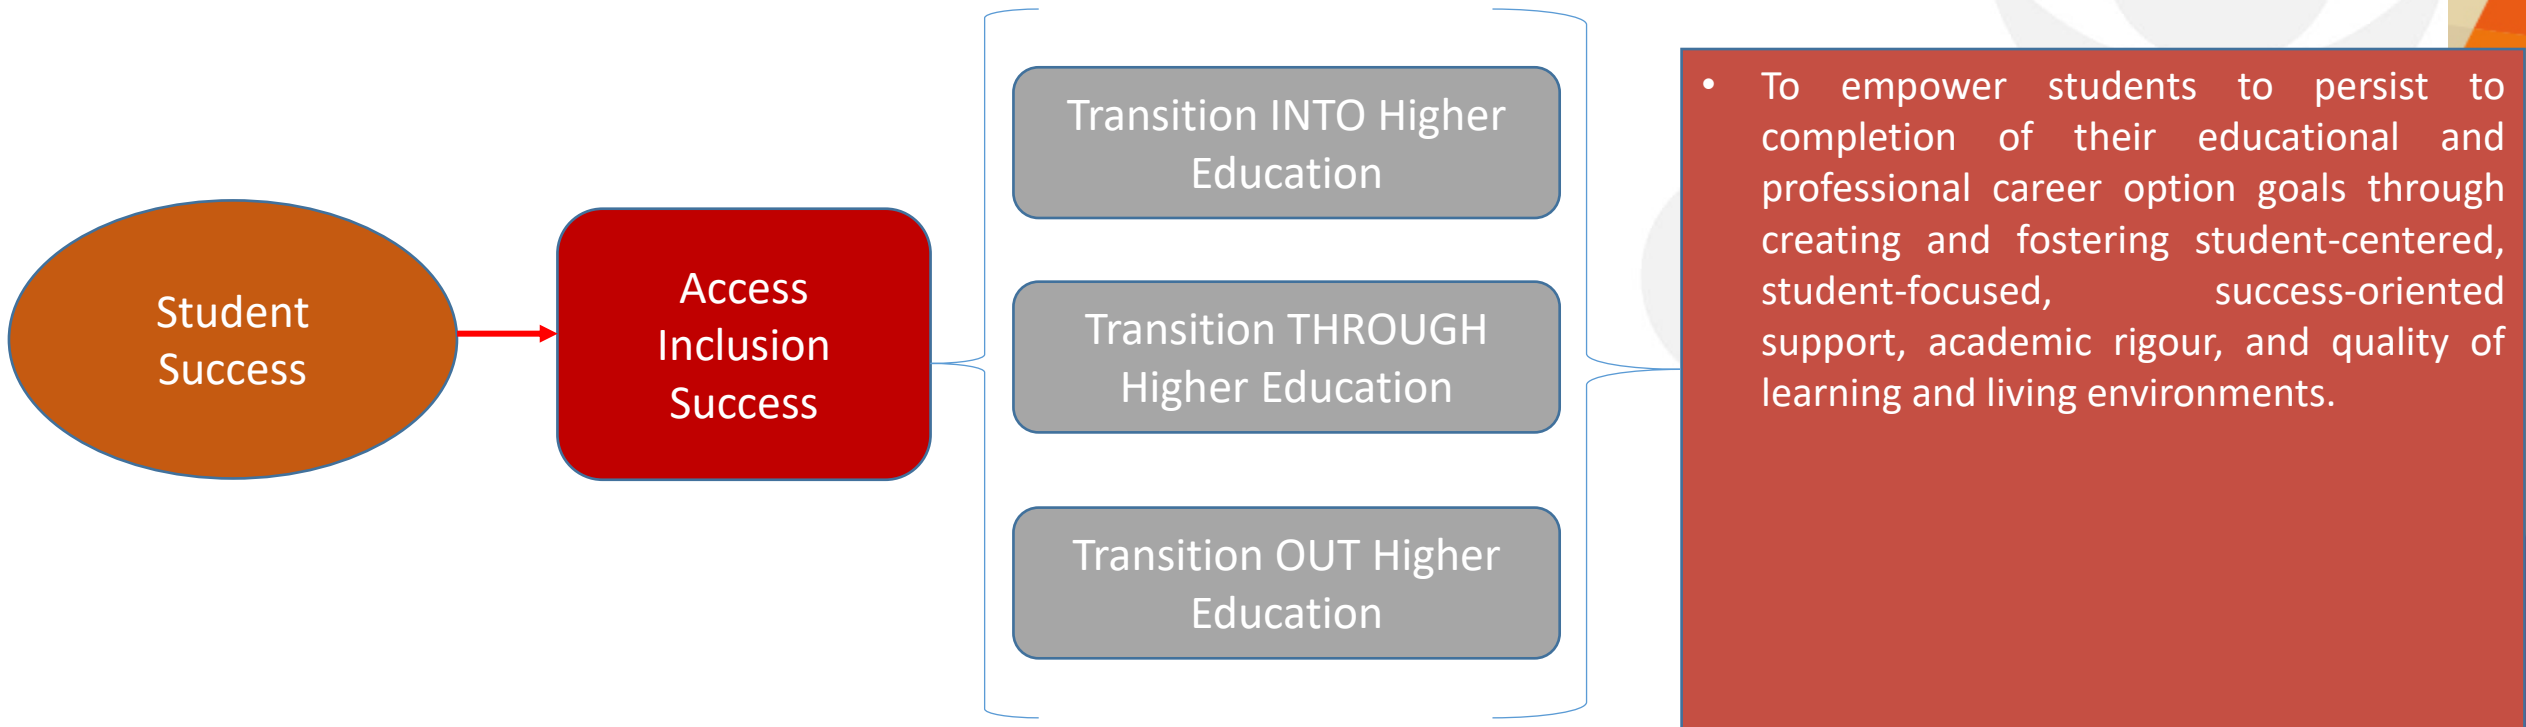 Student
Success
Access
Inclusion
Success
Transition INTO Higher
Education
Transition THROUGH
Higher Education
Transition OUT Higher
Education
• To empower students to persist to
completion of their educational and
professional career option goals through
creating and fostering student-centered,
student-focused, success-oriented
support, academic rigour, and quality of
learning and living environments.